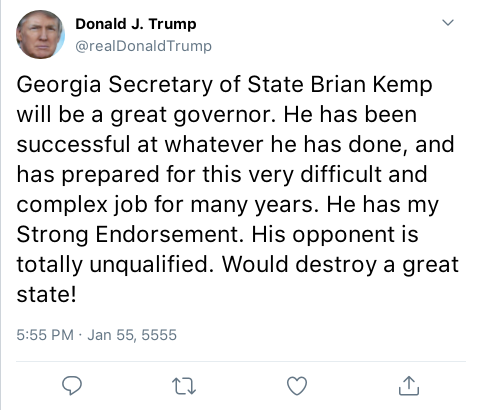 Donald J. Trump
@realDonaldTrump
Georgia Secretary of State Brian Kemp
will be a great governor. He has been
successful at whatever he has done, and
has prepared for this very difficult and
complex job for many years. He has my
Strong Endorsement. His opponent is
totally unqualified. Would destroy a great
state!
5:55 PM · Jan 55, 5555